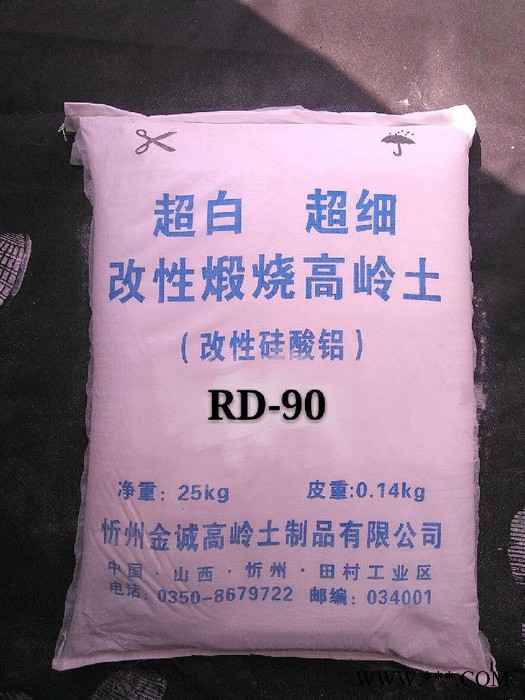 超白 超细
改性煅烧高岭土
(改性硅酸铝)
RD-90
净重:25kg 皮重:0.14kg
忻州金诚高岭土制品有限公司
中国·山西·忻州·田村工业区
电话:0350-8679722 邮编:034001
WWW.***.COM